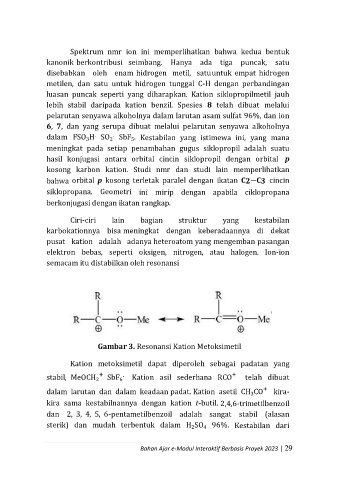 Spektrum nmr ion ini memperlihatkan bahwa kedua bentuk
kanonik berkontribusi seimbang. Hanya ada tiga puncak, satu
disebabkan oleh enam hidrogen metil, satu untuk empat hidrogen
metilen, dan satu untuk hidrogen tunggal C-H dengan perbandingan
luasan puncak seperti yang diharapkan. Kation siklopropilmetil jauh
lebih stabil daripada kation benzil. Spesies 8 telah dibuat melalui
pelarutan senyawa alkoholnya dalam larutan asam sulfat 96%, dan ion
6, 7, dan yang serupa dibuat melalui pelarutan senyawa alkoholnya
dalam FSO₃H- SO₂- SbF₅. Kestabilan yang istimewa ini, yang mana
meningkat pada setiap penambahan gugus siklopropil adalah suatu
hasil konjugasi antara orbital cincin siklopropil dengan orbital p
kosong karbon kation. Studi nmr dan studi lain memperlihatkan
bahwa orbital p kosong terletak paralel dengan ikatan C2−C3 cincin
siklopropana. Geometri ini mirip dengan apabila ciklopropana
berkonjugasi dengan ikatan rangkap.
Ciri-ciri lain bagian struktur yang kestabilan
karbokationnya bisa meningkat dengan keberadaannya di dekat
pusat kation adalah adanya heteroatom yang mengemban pasangan
elektron bebas, seperti oksigen, nitrogen, atau halogen. Ion-ion
semacam itu distabilkan oleh resonansi
R R
R—C—Ö—Me ↔ R—C=O—Me
⊕ ⊕
Gambar 3. Resonansi Kation Metoksimetil
Kation metoksimetil dapat diperoleh sebagai padatan yang
stabil, MeOCH₂⁺ SbF₆⁻. Kation asil sederhana RCO⁺ telah dibuat
dalam larutan dan dalam keadaan padat. Kation asetil CH₃CO⁺ kira-
kira sama kestabilnannya dengan kation t-butil. 2,4,6-trimetilbenzoil
dan 2, 3, 4, 5, 6-pentametilbenzoil adalah sangat stabil (alasan
sterik) dan mudah terbentuk dalam H₂SO₄ 96%. Kestabilan dari
Bahan Ajar e-Modul Interaktif Berbasis Proyek 2023 | 29